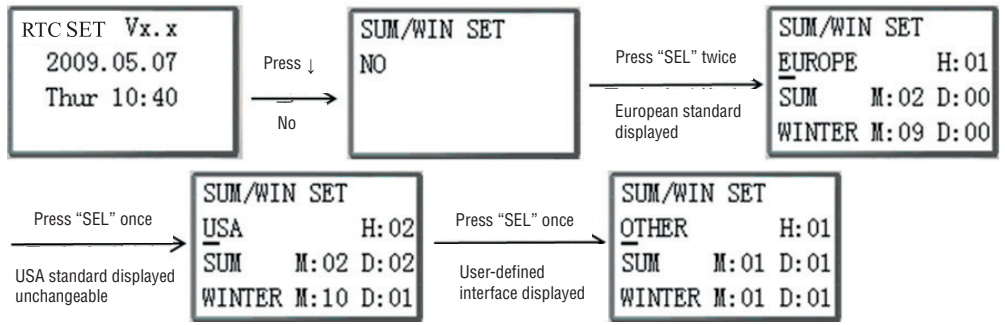 RTC SET Vx.x
2009.05.07
Thur 10:40
Press ↓
No
SUM/WIN SET
NO
Press “SEL” twice
European standard
displayed
SUM/WIN SET
EUROPE H:01
SUM M:02 D:00
WINTER M:09 D:00
Press “SEL” once
USA standard displayed
unchangeable
SUM/WIN SET
USA H:02
SUM M:02 D:02
WINTER M:10 D:01
Press “SEL” once
User-defined
interface displayed
SUM/WIN SET
OTHER H:01
SUM M:01 D:01
WINTER M:01 D:01